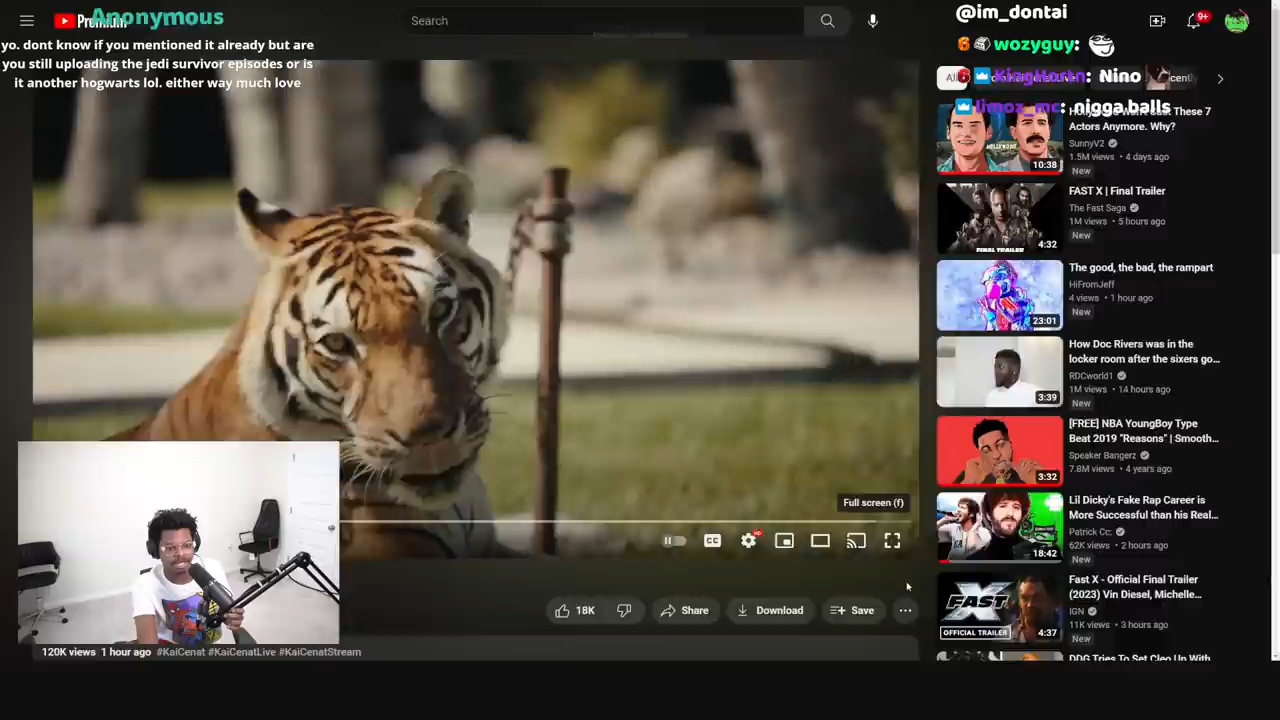 Premium
Anonymous
Search
@im_dontai
9+
yo. dont know if you mentioned it already but are
you still uploading the jedi survivor episodes or is
it another hogwarts lol. either way much love
wozyguy:
KingHorin: Nino
limoz_mc: nigga balls
These 7
Actors Anymore. Why?
SunnyV2
1.5M views • 4 days ago
New
10:38
HOLLYWOOD
FAST X | Final Trailer
The Fast Saga
1M views • 5 hours ago
New
FINAL TRAILER
4:32
The good, the bad, the rampart
HiFromJeff
4 views • 1 hour ago
New
23:01
How Doc Rivers was in the
locker room after the sixers go...
RDCworld1
1M views • 14 hours ago
New
3:39
[FREE] NBA YoungBoy Type
Beat 2019 "Reasons" | Smooth...
Speaker Bangerz
7.8M views • 4 years ago
3:32
Lil Dicky's Fake Rap Career is
More Successful than his Real...
Patrick Cc:
62K views • 2 hours ago
New
18:42
Fast X - Official Final Trailer
(2023) Vin Diesel, Michelle...
IGN
11K views • 3 hours ago
New
FAST X
OFFICIAL TRAILER
4:37
DDG Tries To Set Cleo Up With
Full screen (f)
CC
HD
18K
Share
Download
Save
120K views 1 hour ago #KaiCenat #KaiCenatLive #KaiCenatStream